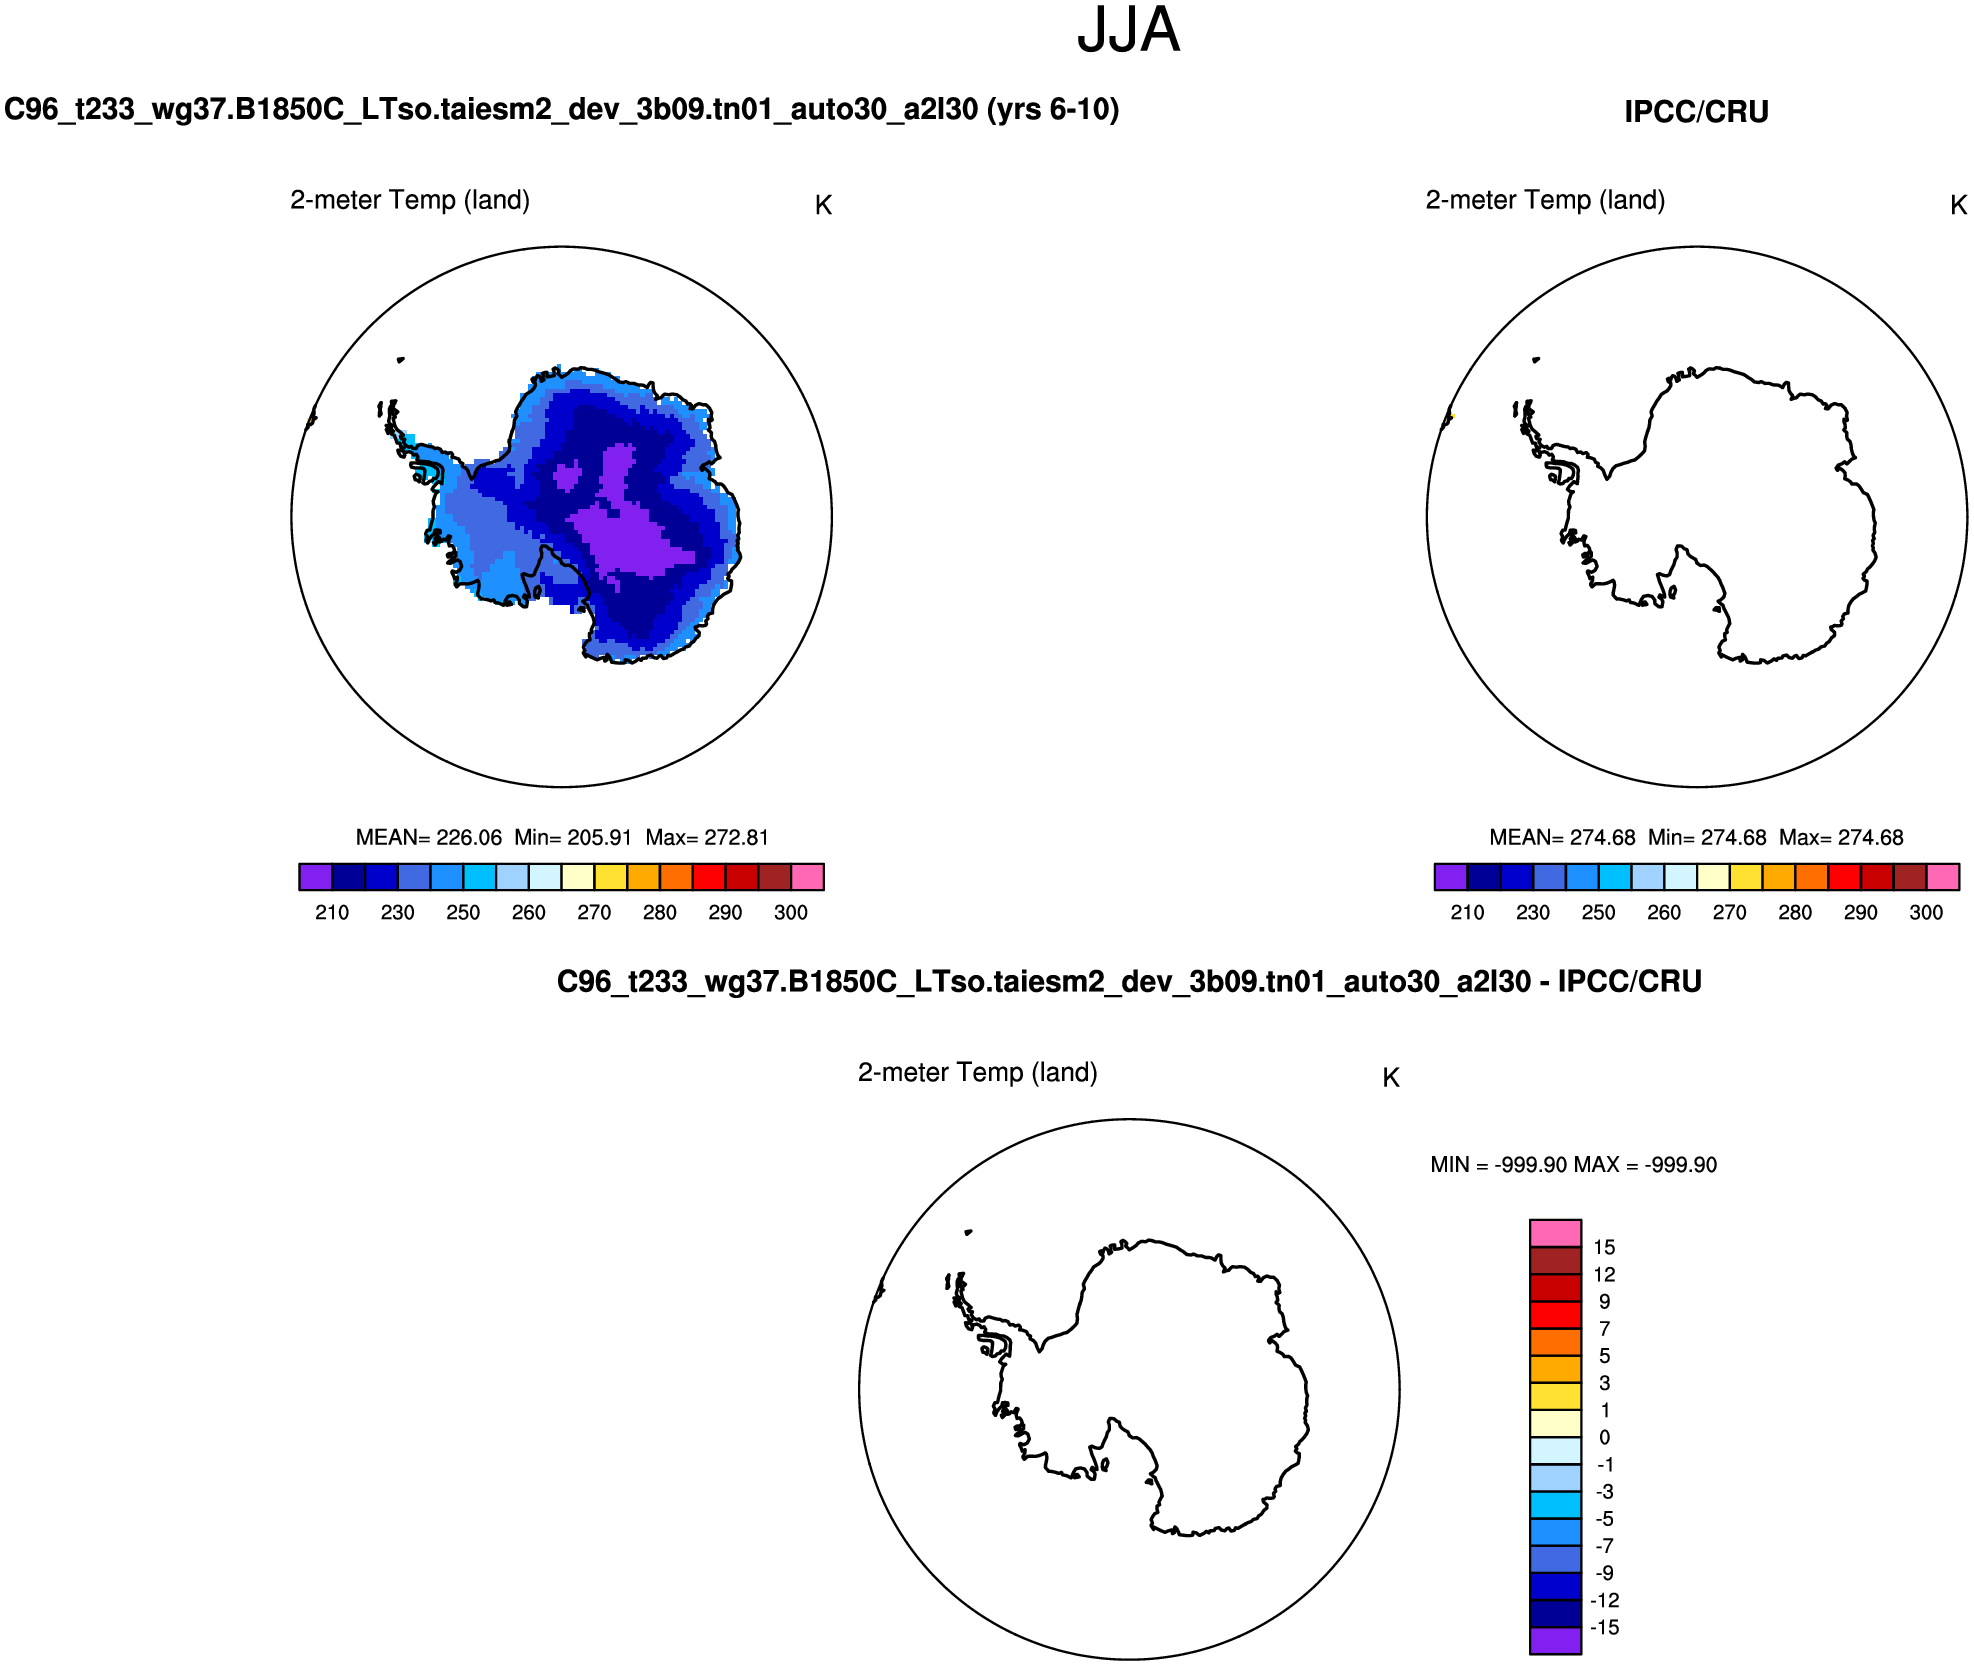 JJA
C96_t233_wg37.B1850C_LTso.taiesm2_dev_3b09.tn01_auto30_a2l30 (yrs 6-10)
IPCC/CRU
2-meter Temp (land) K
2-meter Temp (land) K
MEAN= 226.06 Min= 205.91 Max= 272.81
210 230 250 260 270 280 290 300
MEAN= 274.68 Min= 274.68 Max= 274.68
210 230 250 260 270 280 290 300
C96_t233_wg37.B1850C_LTso.taiesm2_dev_3b09.tn01_auto30_a2l30 - IPCC/CRU
2-meter Temp (land) K
MIN = -999.90 MAX = -999.90
15
12
9
7
5
3
1
0
-1
-3
-5
-7
-9
-12
-15